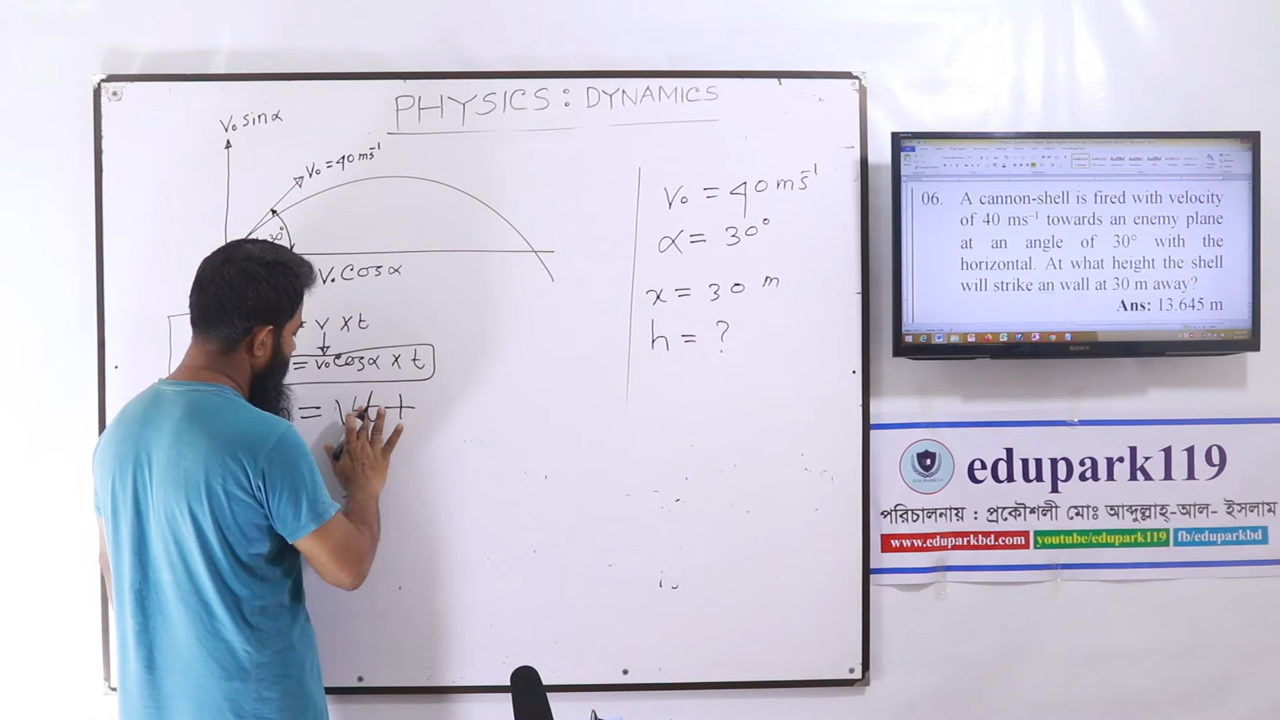 PHYSICS: DYNAMICS
V₀ sinα
V₀ = 40 ms⁻¹
30°
V₀ Cosα
V × t
= V₀ Cosα × t
= Vt +
V₀ = 40 ms⁻¹
α = 30°
x = 30 m
h = ?
06. A cannon-shell is fired with velocity
of 40 ms⁻¹ towards an enemy plane
at an angle of 30° with the
horizontal. At what height the shell
will strike an wall at 30 m away?
Ans: 13.645 m
SONY
edupark119
পরিচালনায় : প্রকৌশলী মোঃ আব্দুল্লাহ্-আল- ইসলাম
www.eduparkbd.com youtube/edupark119 fb/eduparkbd